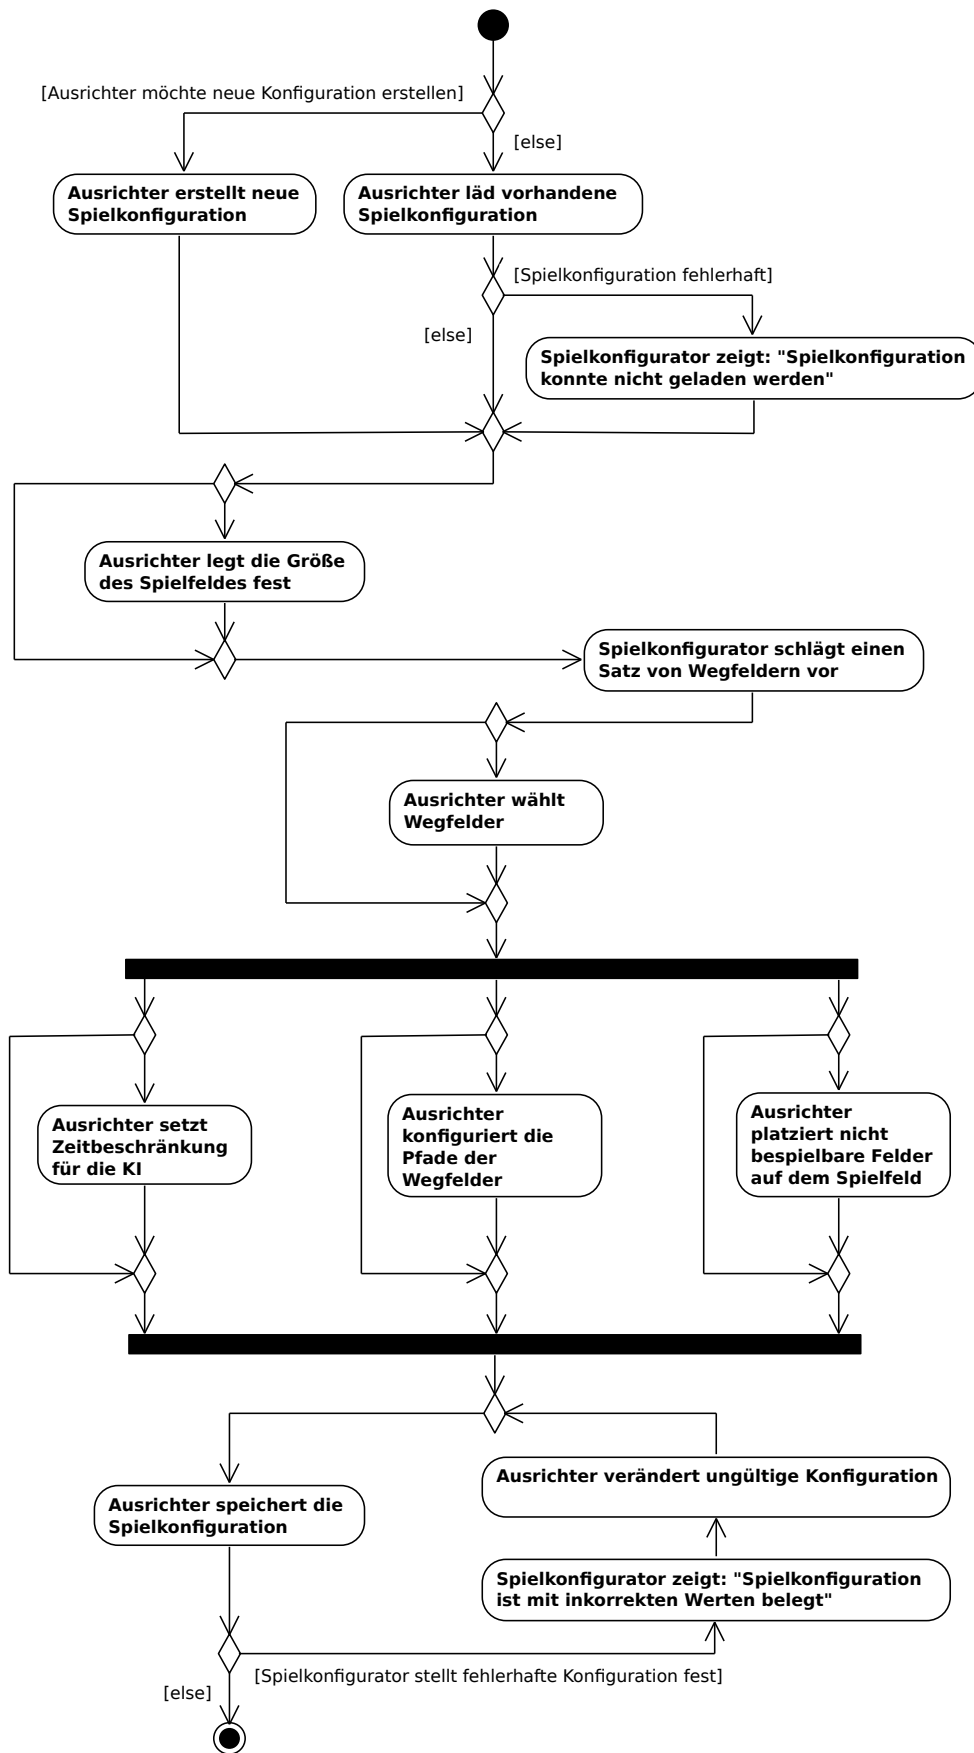 [Ausrichter möchte neue Konfiguration erstellen]
[else]
Ausrichter erstellt neue
Spielkonfiguration
Ausrichter läd vorhandene
Spielkonfiguration
[Spielkonfiguration fehlerhaft]
[else]
Spielkonfigurator zeigt: "Spielkonfiguration
konnte nicht geladen werden"
Ausrichter legt die Größe
des Spielfeldes fest
Spielkonfigurator schlägt einen
Satz von Wegfeldern vor
Ausrichter wählt
Wegfelder
Ausrichter setzt
Zeitbeschränkung
für die KI
Ausrichter
konfiguriert die
Pfade der
Wegfelder
Ausrichter
platziert nicht
bespielbare Felder
auf dem Spielfeld
Ausrichter verändert ungültige Konfiguration
Ausrichter speichert die
Spielkonfiguration
Spielkonfigurator zeigt: "Spielkonfiguration
ist mit inkorrekten Werten belegt"
[Spielkonfigurator stellt fehlerhafte Konfiguration fest]
[else]